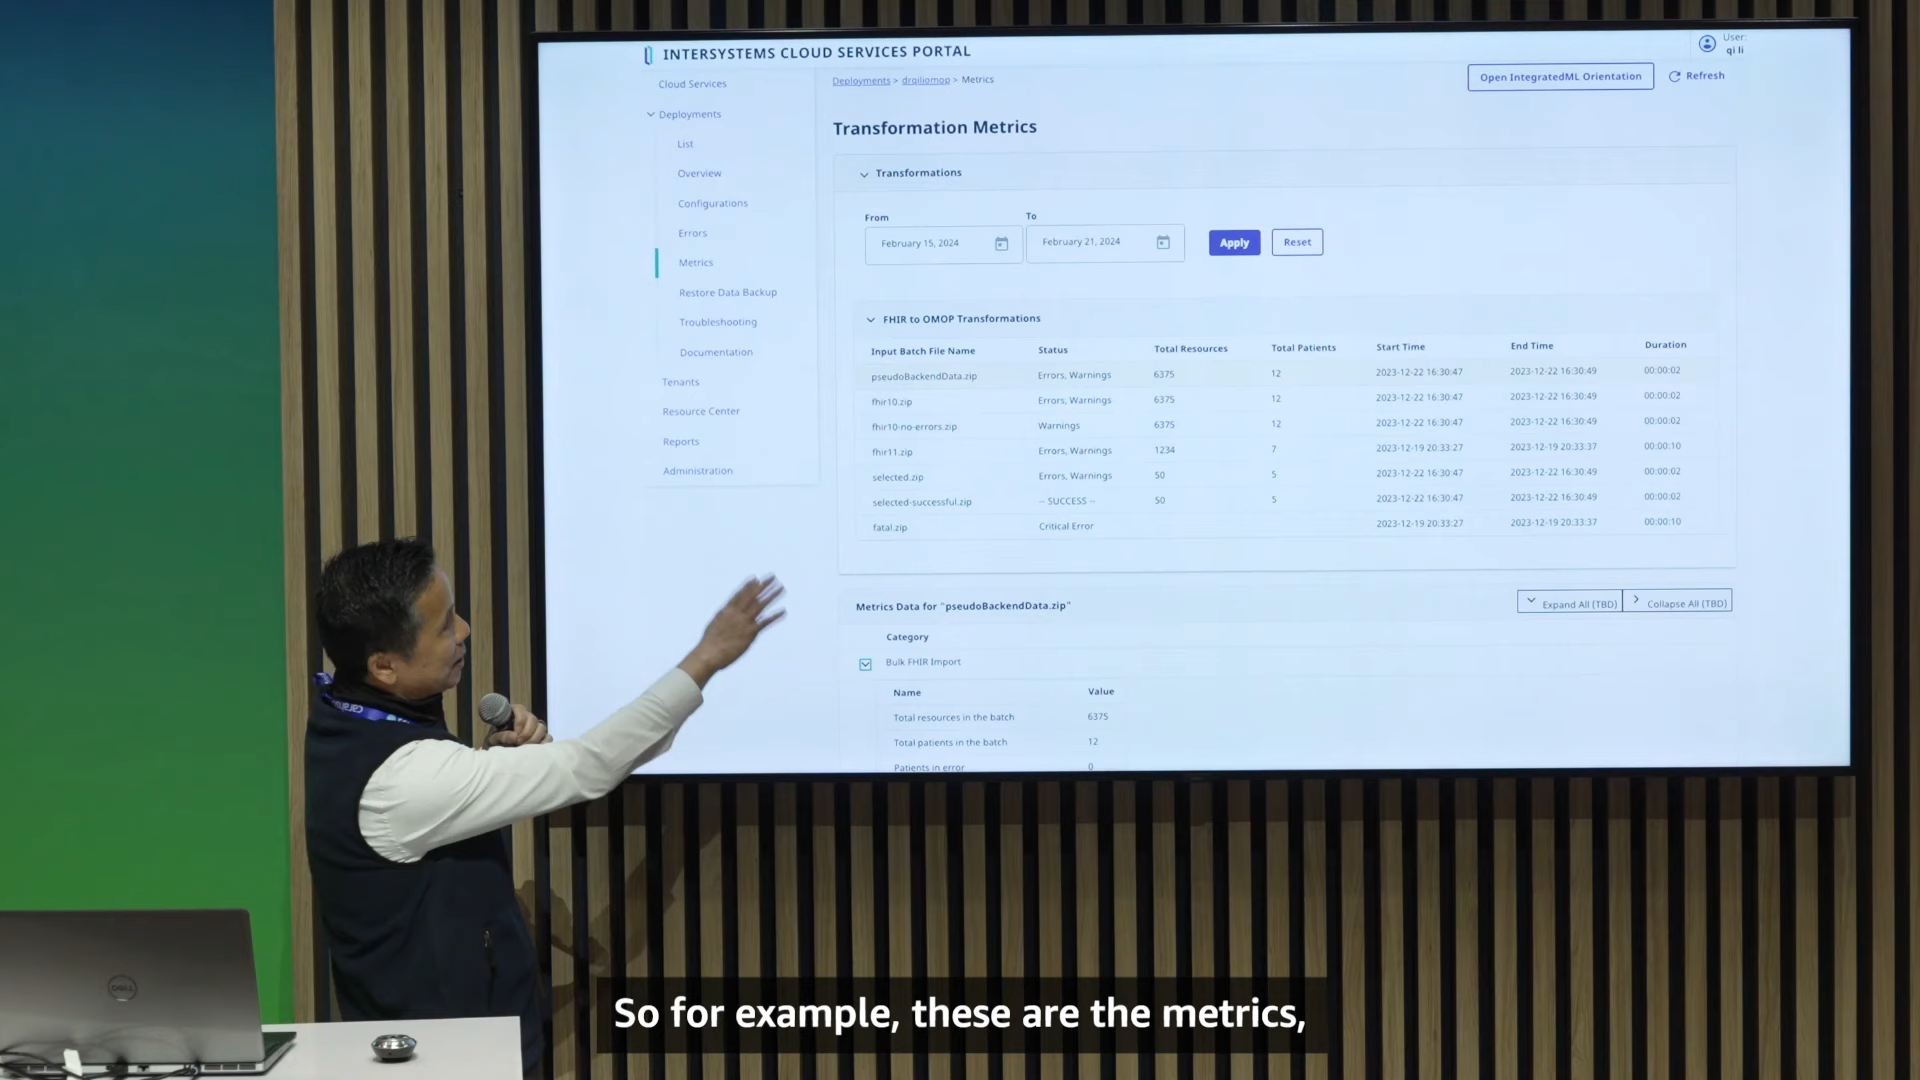 INTERSYSTEMS CLOUD SERVICES PORTAL
User:
qi li
Cloud Services
Deployments
List
Overview
Configurations
Errors
Metrics
Restore Data Backup
Troubleshooting
Documentation
Tenants
Resource Center
Reports
Administration
Deployments > drqiliomop > Metrics
Open IntegratedML Orientation
Refresh
Transformation Metrics
Transformations
From To
February 15, 2024 February 21, 2024 Apply Reset
FHIR to OMOP Transformations
Input Batch File Name Status Total Resources Total Patients Start Time End Time Duration
pseudoBackendData.zip Errors, Warnings 6375 12 2023-12-22 16:30:47 2023-12-22 16:30:49 00:00:02
fhir10.zip Errors, Warnings 6375 12 2023-12-22 16:30:47 2023-12-22 16:30:49 00:00:02
fhir10-no-errors.zip Warnings 6375 12 2023-12-22 16:30:47 2023-12-22 16:30:49 00:00:02
fhir11.zip Errors, Warnings 1234 7 2023-12-19 20:33:27 2023-12-19 20:33:37 00:00:10
selected.zip Errors, Warnings 50 5 2023-12-22 16:30:47 2023-12-22 16:30:49 00:00:02
selected-successful.zip -- SUCCESS -- 50 5 2023-12-22 16:30:47 2023-12-22 16:30:49 00:00:02
fatal.zip Critical Error 2023-12-19 20:33:27 2023-12-19 20:33:37 00:00:10
Metrics Data for "pseudoBackendData.zip" Expand All (TBD) Collapse All (TBD)
Category
Bulk FHIR Import
Name Value
Total resources in the batch 6375
Total patients in the batch 12
Patients in error 0
DELL
So for example, these are the metrics,